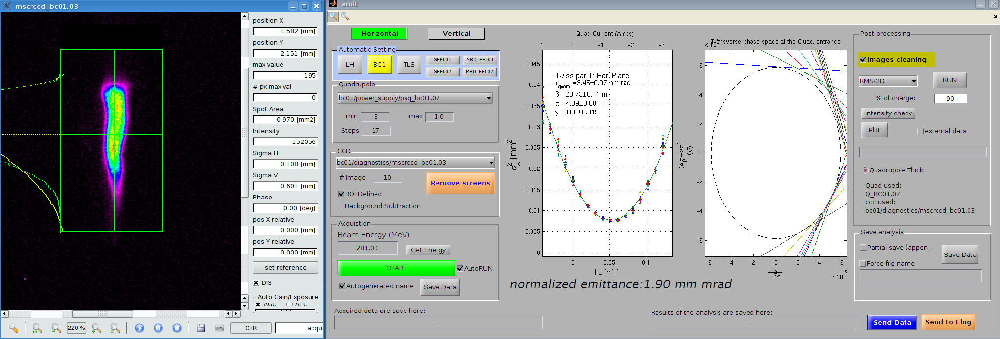 mscrccd_bc01.03
position X
1.582 [mm]
position Y
2.151 [mm]
max value
195
# px max val
0
Spot Area
0.970 [mm2]
Intensity
152056
Sigma H
0.108 [mm]
Sigma V
0.601 [mm]
Phase
0.00 [deg]
pos X relative
0.000 [mm]
pos Y relative
0.000 [mm]
set reference
DIS
Auto Gain/Exposure
AGC AEC
220 %
OTR
acqu
emit
Horizontal Vertical
Automatic Setting
LH BC1 TLS SFEL01 MBD_FEL01
SFEL02 MBD_FEL02
Quadrupole
bc01/power_supply/psq_bc01.07
Imin -3 Imax 1.0
Steps 17
CCD
bc01/diagnostics/mscrccd_bc01.03
# Image 10
Remove screens
ROI Defined
Background Subtraction
Acquistion
Beam Energy (MeV)
281.00 Get Energy
START AutoRUN
Autogenerated name Save Data
Acquired data are save here:
...
Quad Current (Amps)
1 0 -1 -2 -3
0.045
0.04
0.035
0.03
0.025
0.02
0.015
0.01
0.005
0
Twiss par. in Hor. Plane
ε geom =3.45±0.07[nm rad]
β =20.73±0.41 m
α =4.09±0.08
γ =0.86±0.015
σx² [mm²]
0 0.05 0.1
kL [m⁻¹]
normalized emittance:1.90 mm mrad
Transverse phase space at the Quad. entrance
x 10 -5
6
4
2
0
-2
-4
-6
-6 -4 -2 0 2 4 6
x 10 -5
Results of the analysis are saved here:
...
Post-processing
Images cleaning
RMS-2D RUN
% of charge: 90
intensity check
Plot external data
Quadrupole Thick
Quad used:
Q_BC01.07
ccd used:
bc01/diagnostics/mscrccd_bc01.03
Save analysis
Partial save (appen...
Save Data
Force file name
Send Data Send to Elog